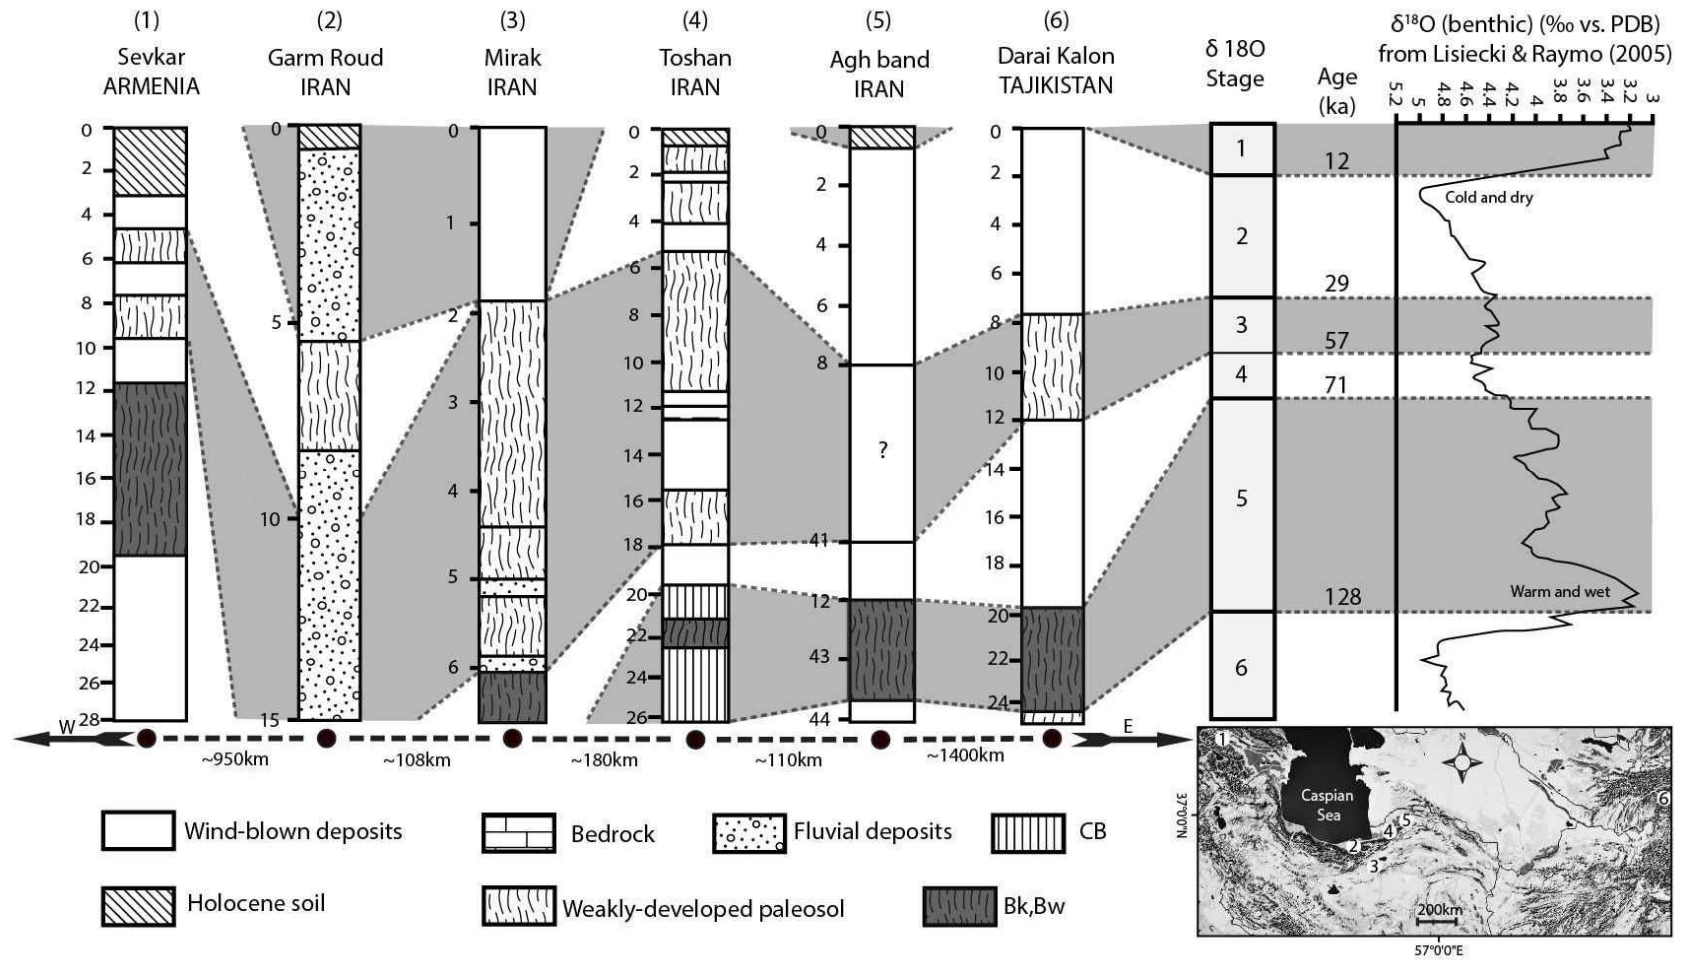 (1)
Sevkar
ARMENIA
(2)
Garm Roud
IRAN
(3)
Mirak
IRAN
(4)
Toshan
IRAN
(5)
Agh band
IRAN
(6)
Darai Kalon
TAJIKISTAN
δ 18O
Stage
Age
(ka)
δ¹⁸O (benthic) (‰ vs. PDB)
from Lisiecki & Raymo (2005)
5.2 5 4.8 4.6 4.4 4.2 4 3.8 3.6 3.4 3.2 3
0
2
4
6
8
10
12
14
16
18
20
22
24
26
28
0
5
10
15
0
1
2
3
4
5
6
0
2
4
6
8
10
12
14
16
18
20
22
24
26
0
2
4
6
8
?
41
12
43
44
0
2
4
6
8
10
12
14
16
18
20
22
24
1
2
3
4
5
6
12
29
57
71
128
Cold and dry
Warm and wet
W
~950km
~108km
~180km
~110km
~1400km
E
Wind-blown deposits
Bedrock
Fluvial deposits
CB
Holocene soil
Weakly-developed paleosol
Bk,Bw
1
N
Caspian
Sea
6
5
4
2
3
200km
37°0'0"N
57°0'0"E